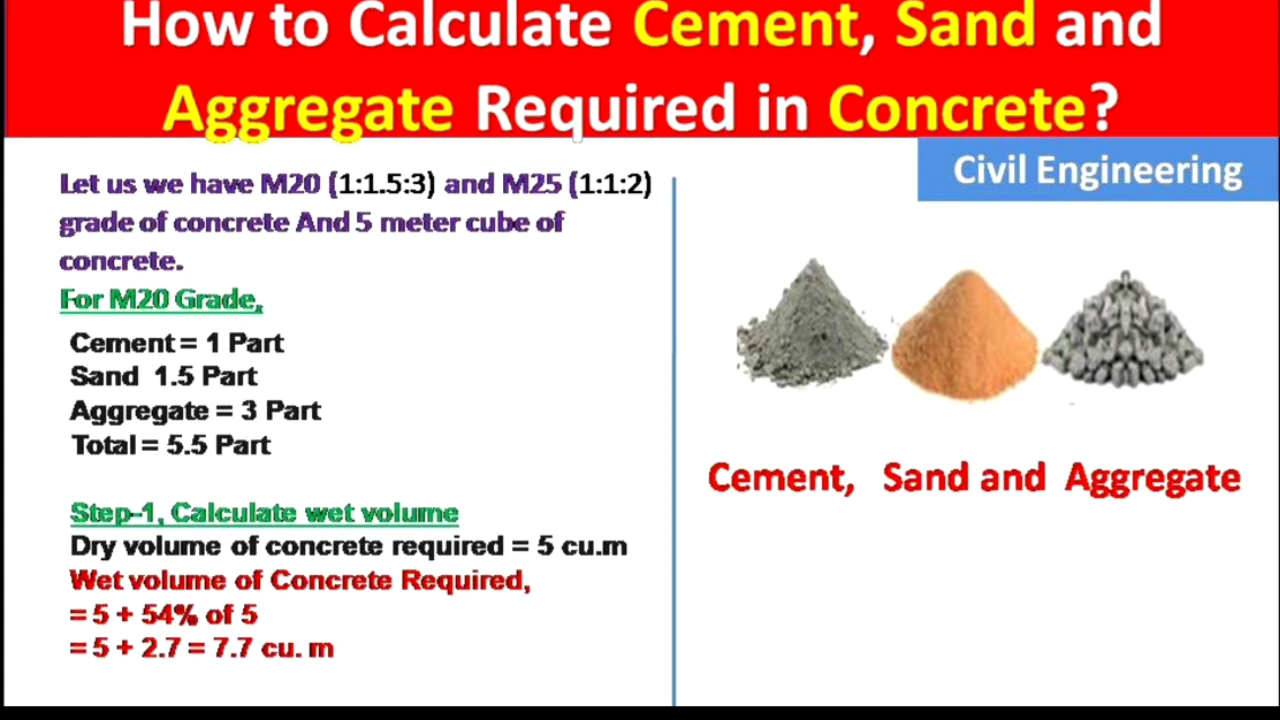 How to Calculate Cement, Sand and
Aggregate Required in Concrete?
Civil Engineering
Let us we have M20 (1:1.5:3) and M25 (1:1:2)
grade of concrete And 5 meter cube of
concrete.
For M20 Grade,
Cement = 1 Part
Sand 1.5 Part
Aggregate = 3 Part
Total = 5.5 Part
Step-1, Calculate wet volume
Dry volume of concrete required = 5 cu.m
Wet volume of Concrete Required,
= 5 + 54% of 5
= 5 + 2.7 = 7.7 cu. m
Cement, Sand and Aggregate